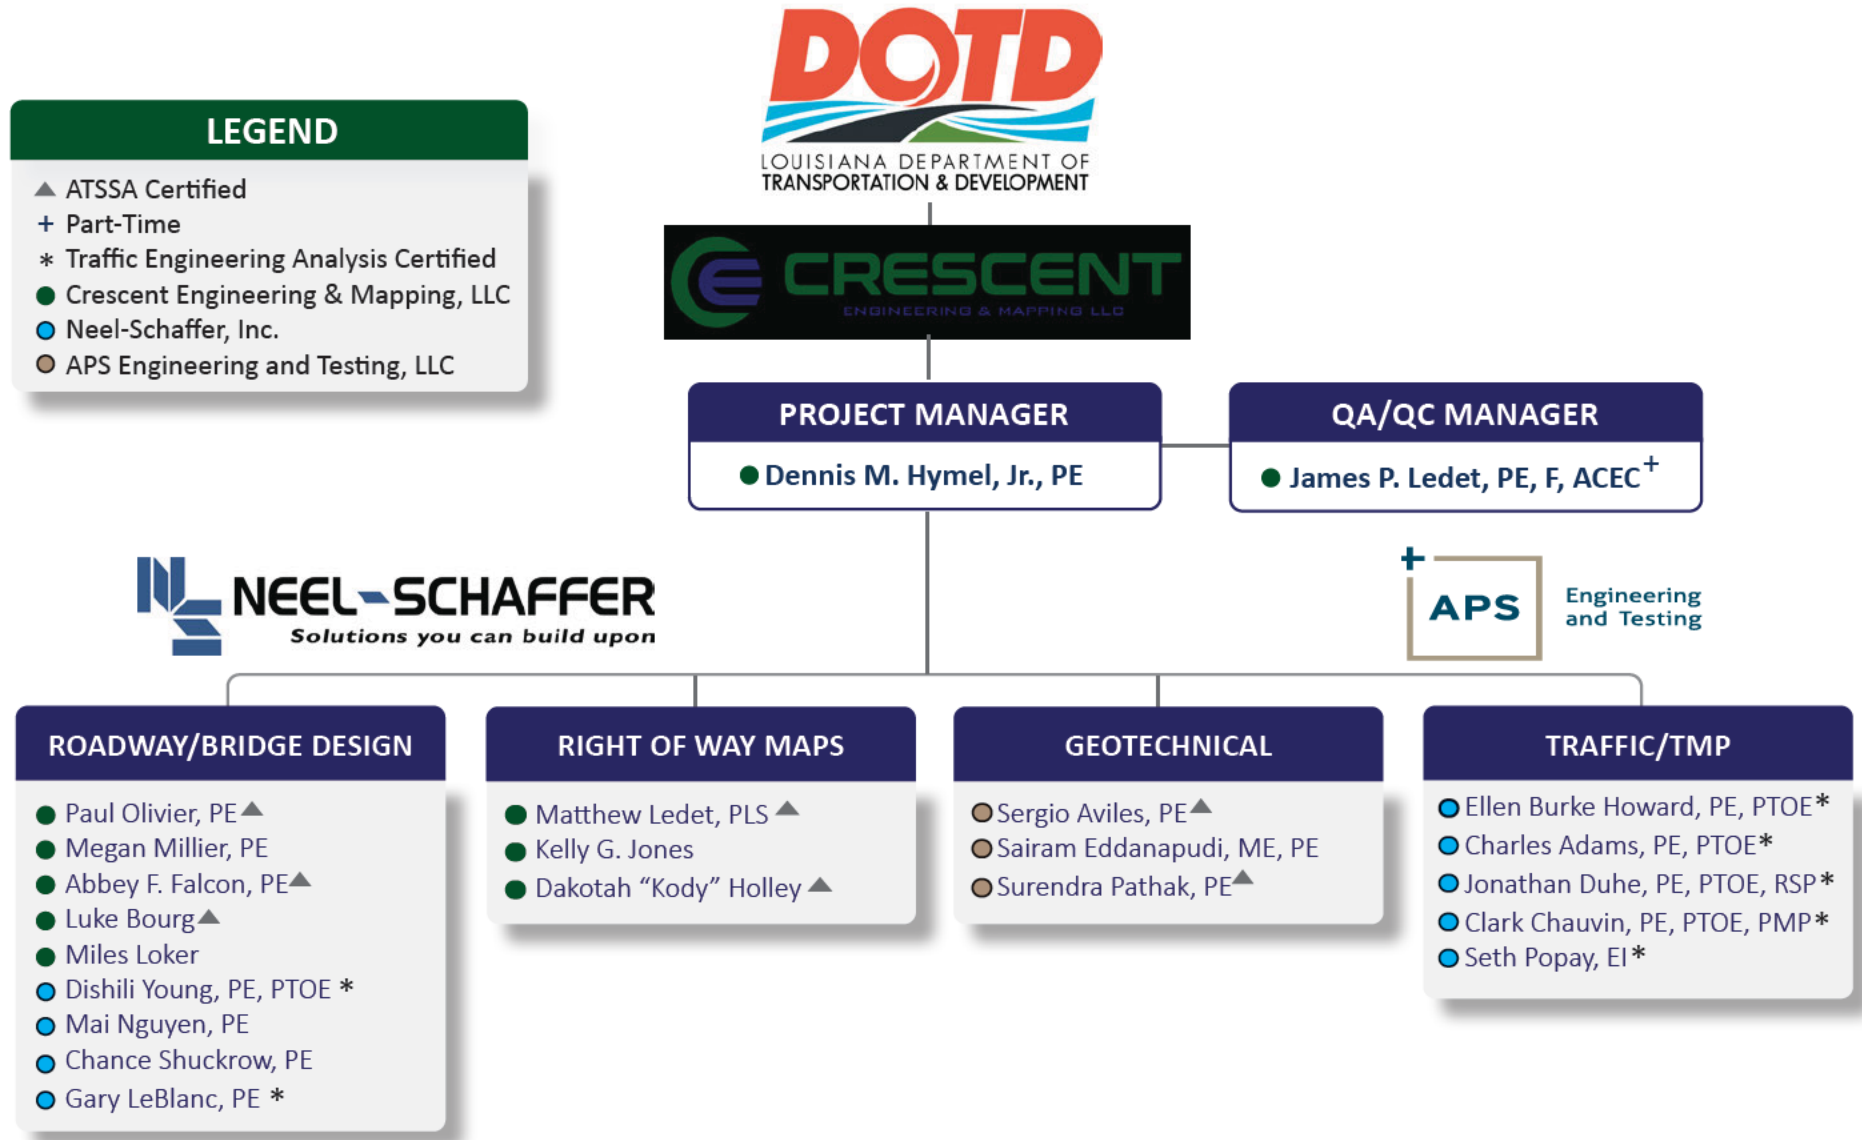 DOTD
LOUISIANA DEPARTMENT OF
TRANSPORTATION & DEVELOPMENT
LEGEND
▲ ATSSA Certified
+ Part-Time
* Traffic Engineering Analysis Certified
● Crescent Engineering & Mapping, LLC
● Neel-Schaffer, Inc.
● APS Engineering and Testing, LLC
CE CRESCENT
ENGINEERING & MAPPING LLC
PROJECT MANAGER
● Dennis M. Hymel, Jr., PE
QA/QC MANAGER
● James P. Ledet, PE, F, ACEC+
NS NEEL-SCHAFFER
Solutions you can build upon
+ APS
Engineering
and Testing
ROADWAY/BRIDGE DESIGN
● Paul Olivier, PE▲
● Megan Millier, PE
● Abbey F. Falcon, PE▲
● Luke Bourg▲
● Miles Loker
● Dishili Young, PE, PTOE *
● Mai Nguyen, PE
● Chance Shuckrow, PE
● Gary LeBlanc, PE *
RIGHT OF WAY MAPS
● Matthew Ledet, PLS ▲
● Kelly G. Jones
● Dakotah “Kody” Holley ▲
GEOTECHNICAL
● Sergio Aviles, PE▲
● Sairam Eddanapudi, ME, PE
● Surendra Pathak, PE▲
TRAFFIC/TMP
● Ellen Burke Howard, PE, PTOE*
● Charles Adams, PE, PTOE*
● Jonathan Duhe, PE, PTOE, RSP*
● Clark Chauvin, PE, PTOE, PMP*
● Seth Popay, EI*